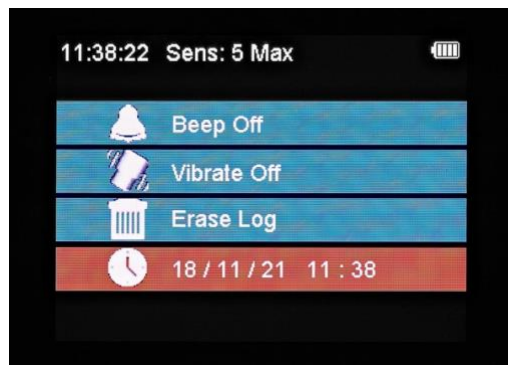 11:38:22 Sens: 5 Max
Beep Off
Vibrate Off
Erase Log
18 / 11 / 21 11 : 38